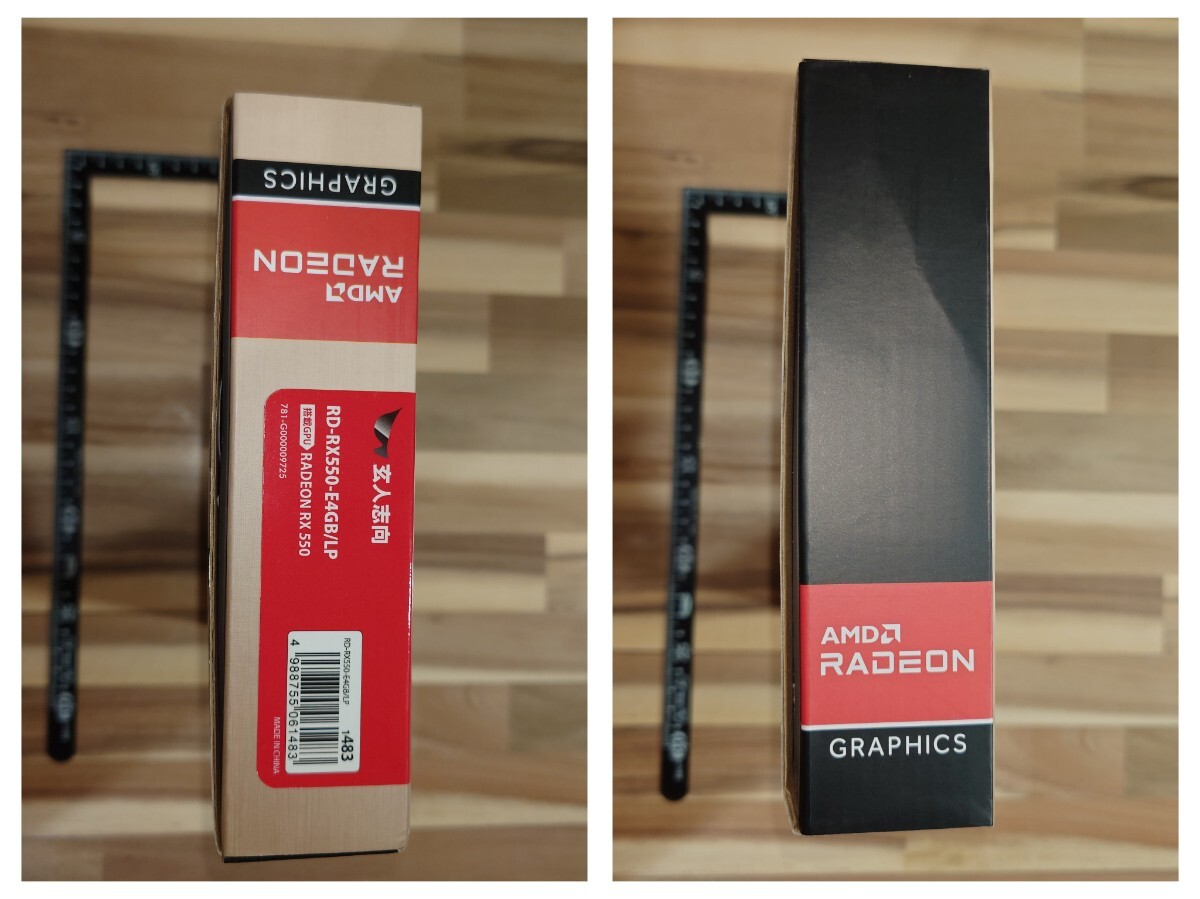 GRAPHICS
AMD
RADEON
玄人志向
RD-RX550-E4GB/LP
搭載GPU RADEON RX 550
781-G000009725
RD-RX550-E4GB/LP
4 988755 061483
1483
MADE IN CHINA
AMD
RADEON
GRAPHICS